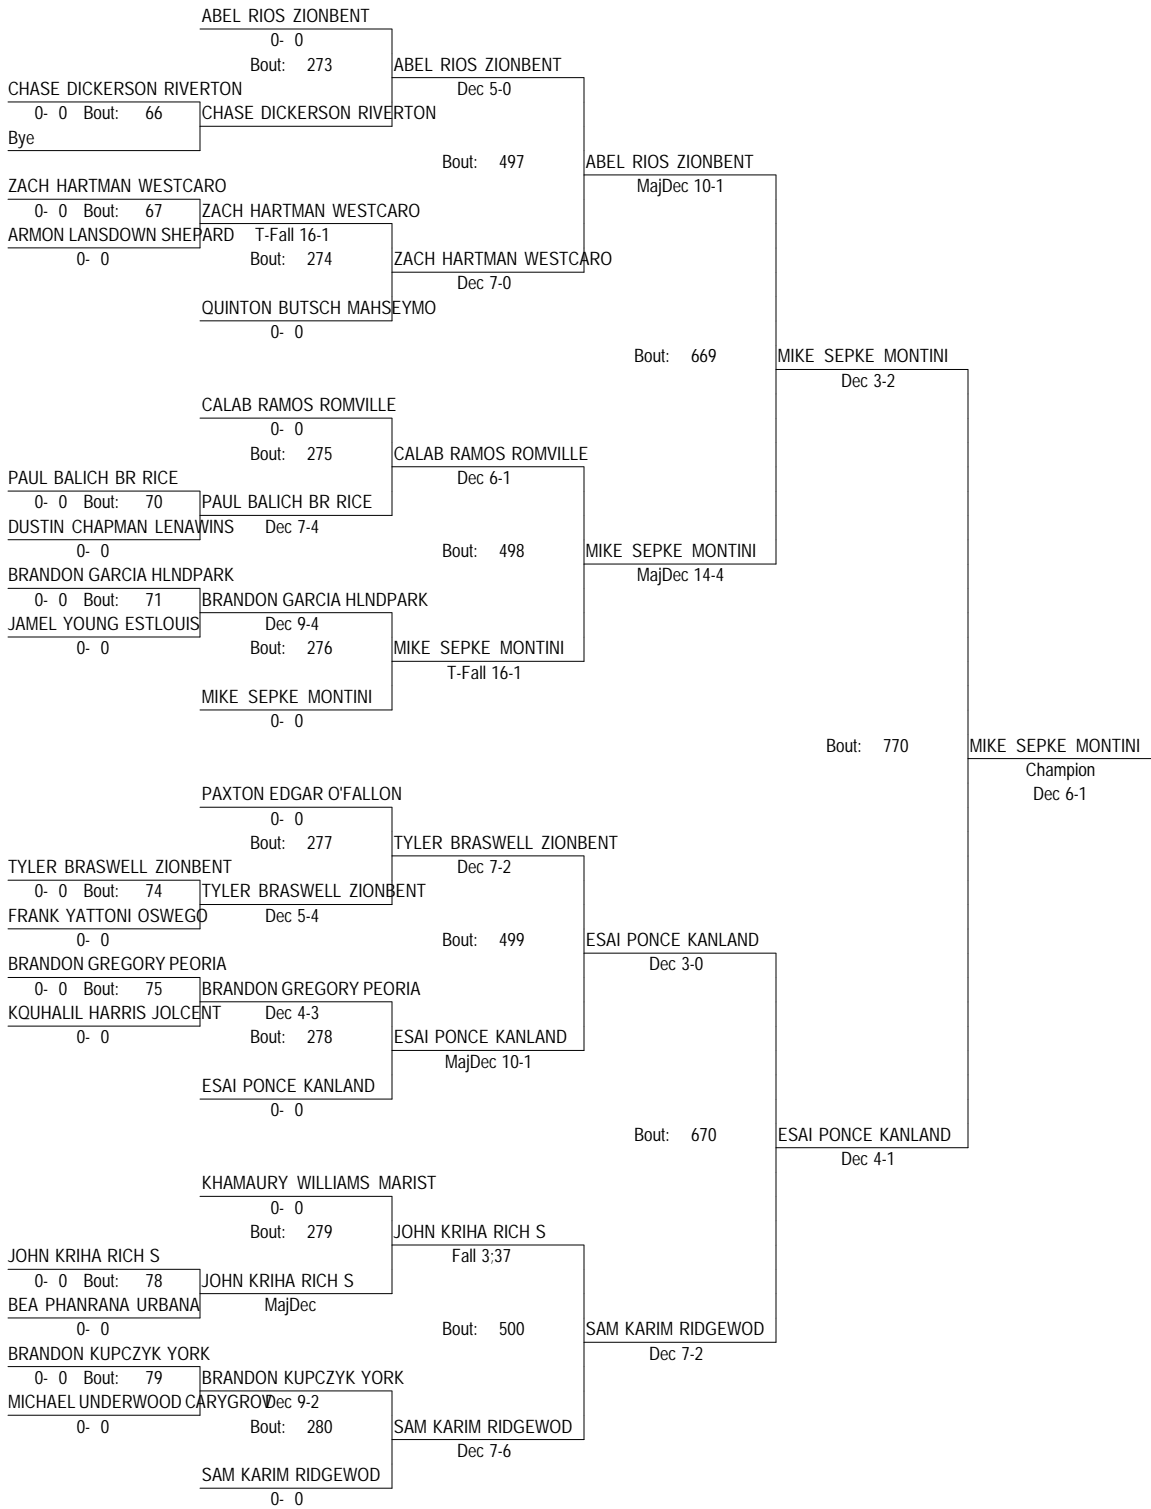 ABEL RIOS ZIONBENT
0- 0
Bout: 273 ABEL RIOS ZIONBENT
CHASE DICKERSON RIVERTON Dec 5-0
0- 0 Bout: 66 CHASE DICKERSON RIVERTON
Bye
Bout: 497 ABEL RIOS ZIONBENT
ZACH HARTMAN WESTCARO MajDec 10-1
0- 0 Bout: 67 ZACH HARTMAN WESTCARO
ARMON LANSDOWN SHEPARD T-Fall 16-1
0- 0 Bout: 274 ZACH HARTMAN WESTCARO
Dec 7-0
QUINTON BUTSCH MAHSEYMO
0- 0
Bout: 669 MIKE SEPKE MONTINI
Dec 3-2
CALAB RAMOS ROMVILLE
0- 0
Bout: 275 CALAB RAMOS ROMVILLE
PAUL BALICH BR RICE Dec 6-1
0- 0 Bout: 70 PAUL BALICH BR RICE
DUSTIN CHAPMAN LENAWINS Dec 7-4
0- 0 Bout: 498 MIKE SEPKE MONTINI
BRANDON GARCIA HLNDPARK MajDec 14-4
0- 0 Bout: 71 BRANDON GARCIA HLNDPARK
JAMEL YOUNG ESTLOUIS Dec 9-4
0- 0 Bout: 276 MIKE SEPKE MONTINI
T-Fall 16-1
MIKE SEPKE MONTINI
0- 0
Bout: 770 MIKE SEPKE MONTINI
Champion
PAXTON EDGAR O'FALLON Dec 6-1
0- 0
Bout: 277 TYLER BRASWELL ZIONBENT
TYLER BRASWELL ZIONBENT Dec 7-2
0- 0 Bout: 74 TYLER BRASWELL ZIONBENT
FRANK YATTONI OSWEGO Dec 5-4
0- 0 Bout: 499 ESAI PONCE KANLAND
BRANDON GREGORY PEORIA Dec 3-0
0- 0 Bout: 75 BRANDON GREGORY PEORIA
KQUHALIL HARRIS JOLCENT Dec 4-3
0- 0 Bout: 278 ESAI PONCE KANLAND
MajDec 10-1
ESAI PONCE KANLAND
0- 0
Bout: 670 ESAI PONCE KANLAND
Dec 4-1
KHAMAURY WILLIAMS MARIST
0- 0
Bout: 279 JOHN KRIHA RICH S
JOHN KRIHA RICH S Fall 3;37
0- 0 Bout: 78 JOHN KRIHA RICH S
BEA PHANRANA URBANA MajDec
0- 0 Bout: 500 SAM KARIM RIDGEWOD
BRANDON KUPCZYK YORK Dec 7-2
0- 0 Bout: 79 BRANDON KUPCZYK YORK
MICHAEL UNDERWOOD CARYGROV Dec 9-2
0- 0 Bout: 280 SAM KARIM RIDGEWOD
Dec 7-6
SAM KARIM RIDGEWOD
0- 0